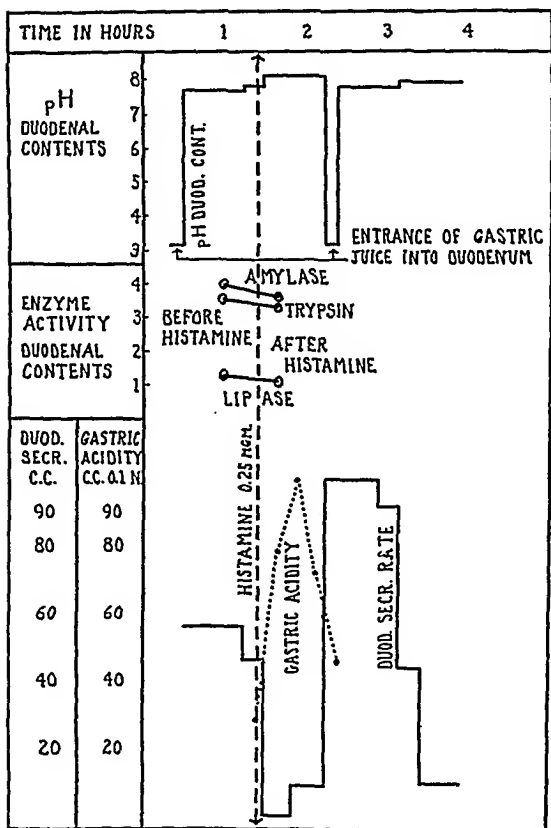 TIME IN HOURS 1 2 3 4
pH
DUODENAL
CONTENTS
8
7
6
5
4
3
pH DUOD. CONT.
ENTRANCE OF GASTRIC
JUICE INTO DUODENUM
ENZYME
ACTIVITY
DUODENAL
CONTENTS
4
3
2
1
AMYLASE
TRYPSIN
BEFORE
HISTAMINE
AFTER
HISTAMINE
LIPASE
DUOD.
SECR.
C.C.
GASTRIC
ACIDITY
C.C. 0.1 N
90 90
80 80
60 60
40 40
20 20
HISTAMINE 0.25 MGM.
GASTRIC ACIDITY
DUOD. SECR. RATE